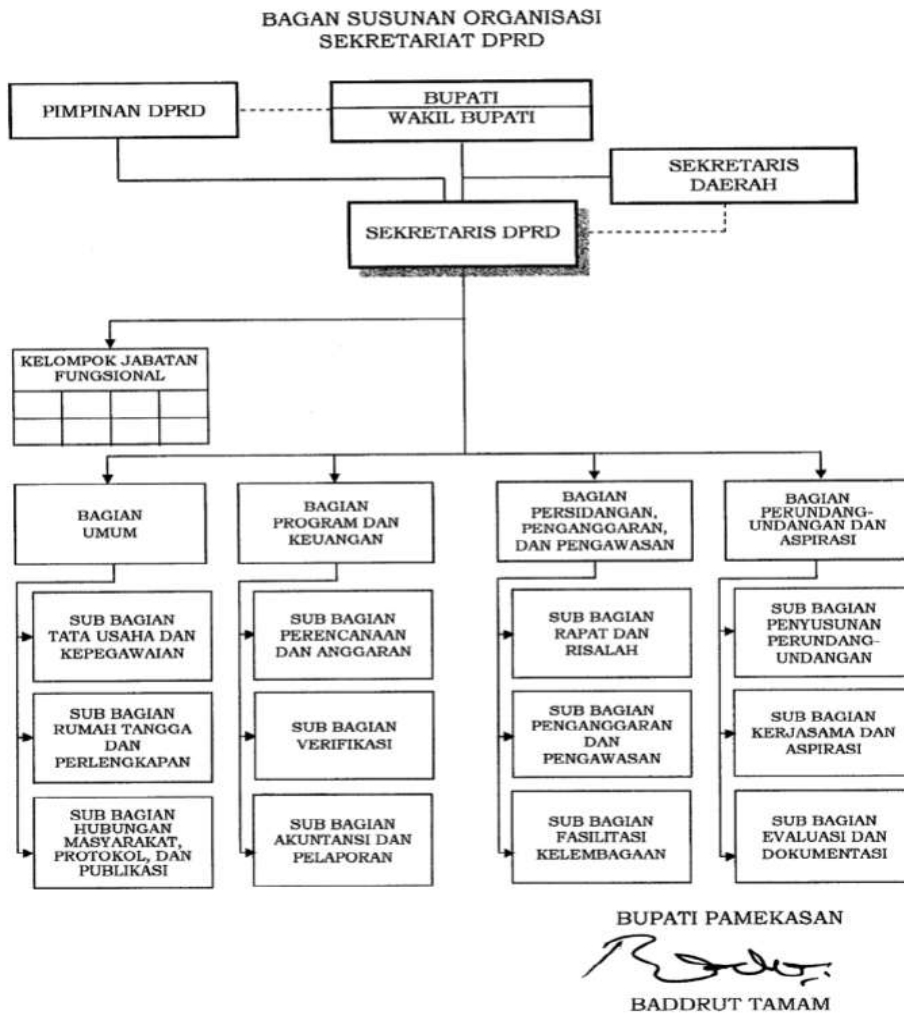 BAGAN SUSUNAN ORGANISASI
SEKRETARIAT DPRD
PIMPINAN DPRD
BUPATI
WAKIL BUPATI
SEKRETARIS
DAERAH
SEKRETARIS DPRD
KELOMPOK JABATAN
FUNGSIONAL
BAGIAN
UMUM
BAGIAN
PROGRAM DAN
KEUANGAN
BAGIAN
PERSIDANGAN,
PENGANGGARAN,
DAN PENGAWASAN
BAGIAN
PERUNDANG-
UNDANGAN DAN
ASPIRASI
SUB BAGIAN
TATA USAHA DAN
KEPEGAWAIAN
SUB BAGIAN
PERENCANAAN
DAN ANGGARAN
SUB BAGIAN
RAPAT DAN
RISALAH
SUB BAGIAN
PENYUSUNAN
PERUNDANG-
UNDANGAN
SUB BAGIAN
RUMAH TANGGA
DAN
PERLENGKAPAN
SUB BAGIAN
VERIFIKASI
SUB BAGIAN
PENGANGGARAN
DAN
PENGAWASAN
SUB BAGIAN
KERJASAMA DAN
ASPIRASI
SUB BAGIAN
HUBUNGAN
MASYARAKAT,
PROTOKOL, DAN
PUBLIKASI
SUB BAGIAN
AKUNTANSI DAN
PELAPORAN
SUB BAGIAN
FASILITASI
KELEMBAGAAN
SUB BAGIAN
EVALUASI DAN
DOKUMENTASI
BUPATI PAMEKASAN
BADDRUT TAMAM